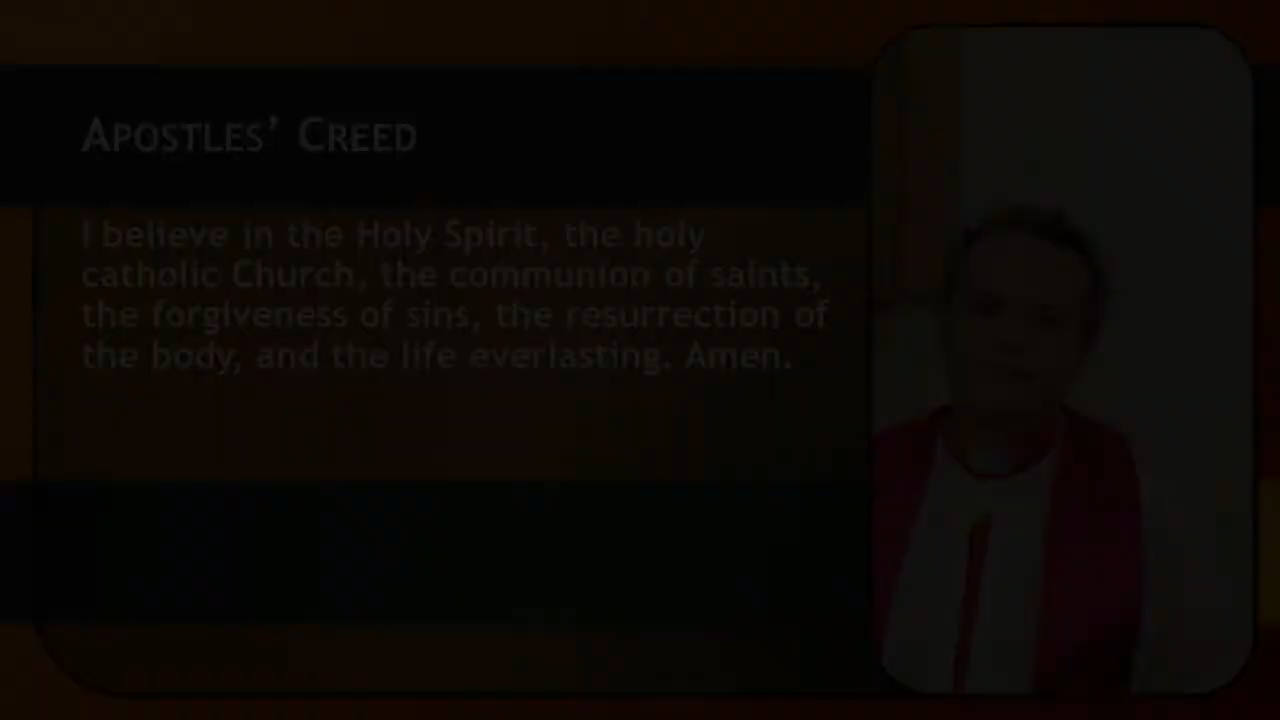 APOSTLES' CREED
I believe in the Holy Spirit, the holy
catholic Church, the communion of saints,
the forgiveness of sins, the resurrection of
the body, and the life everlasting. Amen.